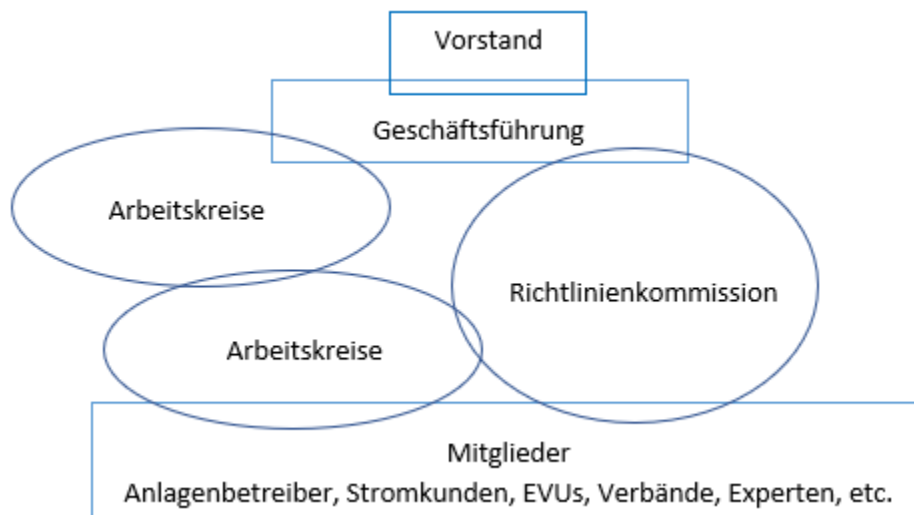 Vorstand
Geschäftsführung
Arbeitskreise
Richtlinienkommission
Arbeitskreise
Mitglieder
Anlagenbetreiber, Stromkunden, EVUs, Verbände, Experten, etc.